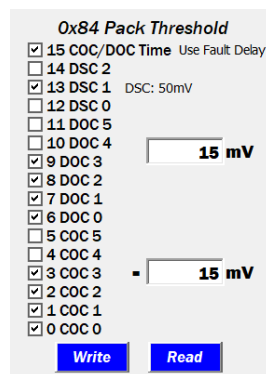 0x84 Pack Threshold
15 COC/DOC Time Use Fault Delay
14 DSC 2
13 DSC 1 DSC: 50mV
12 DSC 0
11 DOC 5
10 DOC 4
15 mV
9 DOC 3
8 DOC 2
7 DOC 1
6 DOC 0
5 COC 5
4 COC 4
3 COC 3 - 15 mV
2 COC 2
1 COC 1
0 COC 0
Write Read